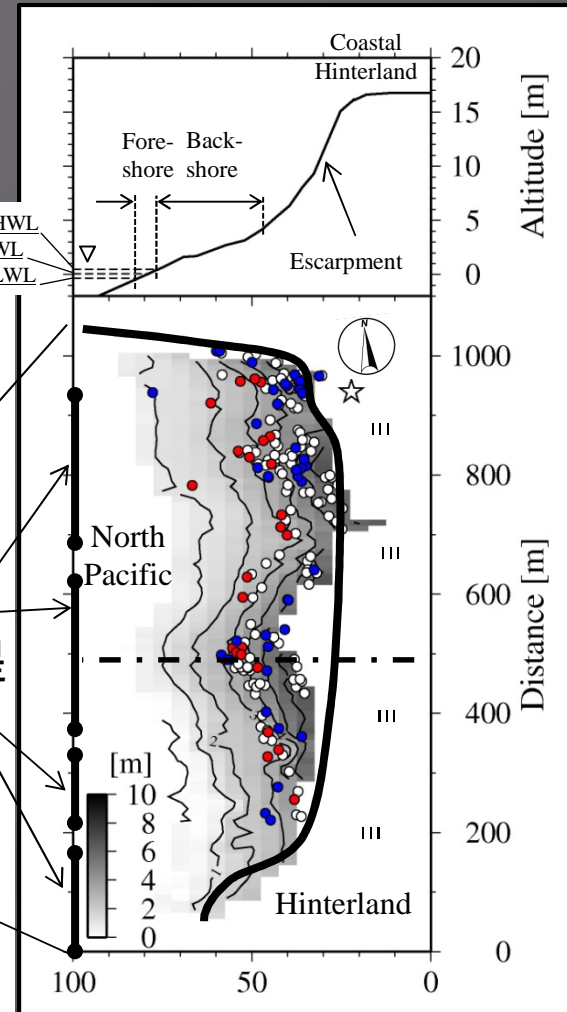 Coastal
Hinterland
20
15
10
5
0
Altitude [m]
Fore-
shore
Back-
shore
HWL
WL
LWL
Escarpment
N
1000
800
600
400
200
0
Distance [m]
North
Pacific
2
1
[m]
10
8
6
4
2
0
Hinterland
100
50
0